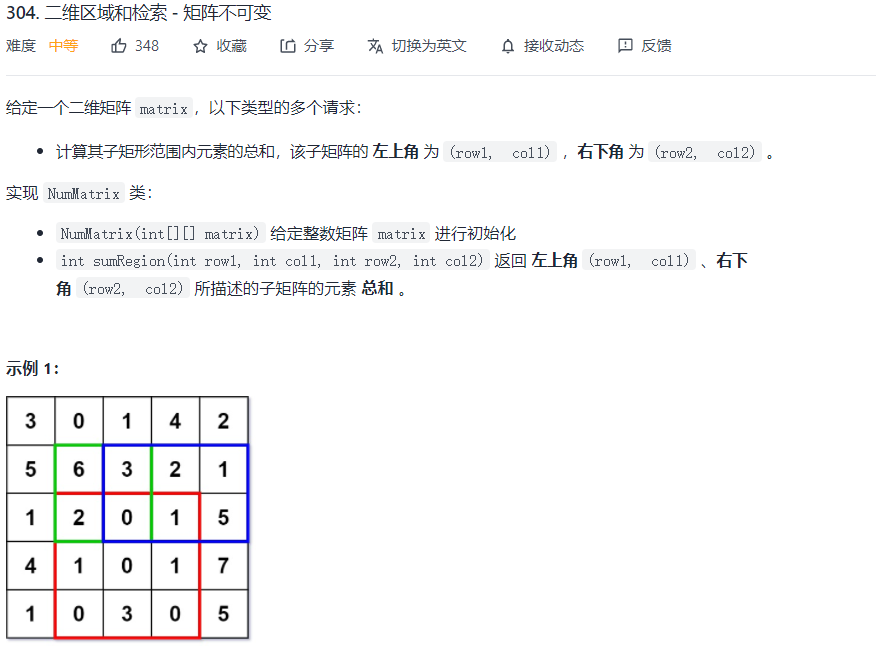 304. 二维区域和检索 - 矩阵不可变
难度 中等 348 收藏 分享 切换为英文 接收动态 反馈
给定一个二维矩阵 matrix，以下类型的多个请求：
计算其子矩形范围内元素的总和，该子矩阵的 左上角 为 (row1, col1) ，右下角 为 (row2, col2) 。
实现 NumMatrix 类：
NumMatrix(int[][] matrix) 给定整数矩阵 matrix 进行初始化
int sumRegion(int row1, int col1, int row2, int col2) 返回 左上角 (row1, col1) 、右下
角 (row2, col2) 所描述的子矩阵的元素 总和 。
示例 1：
3 0 1 4 2
5 6 3 2 1
1 2 0 1 5
4 1 0 1 7
1 0 3 0 5